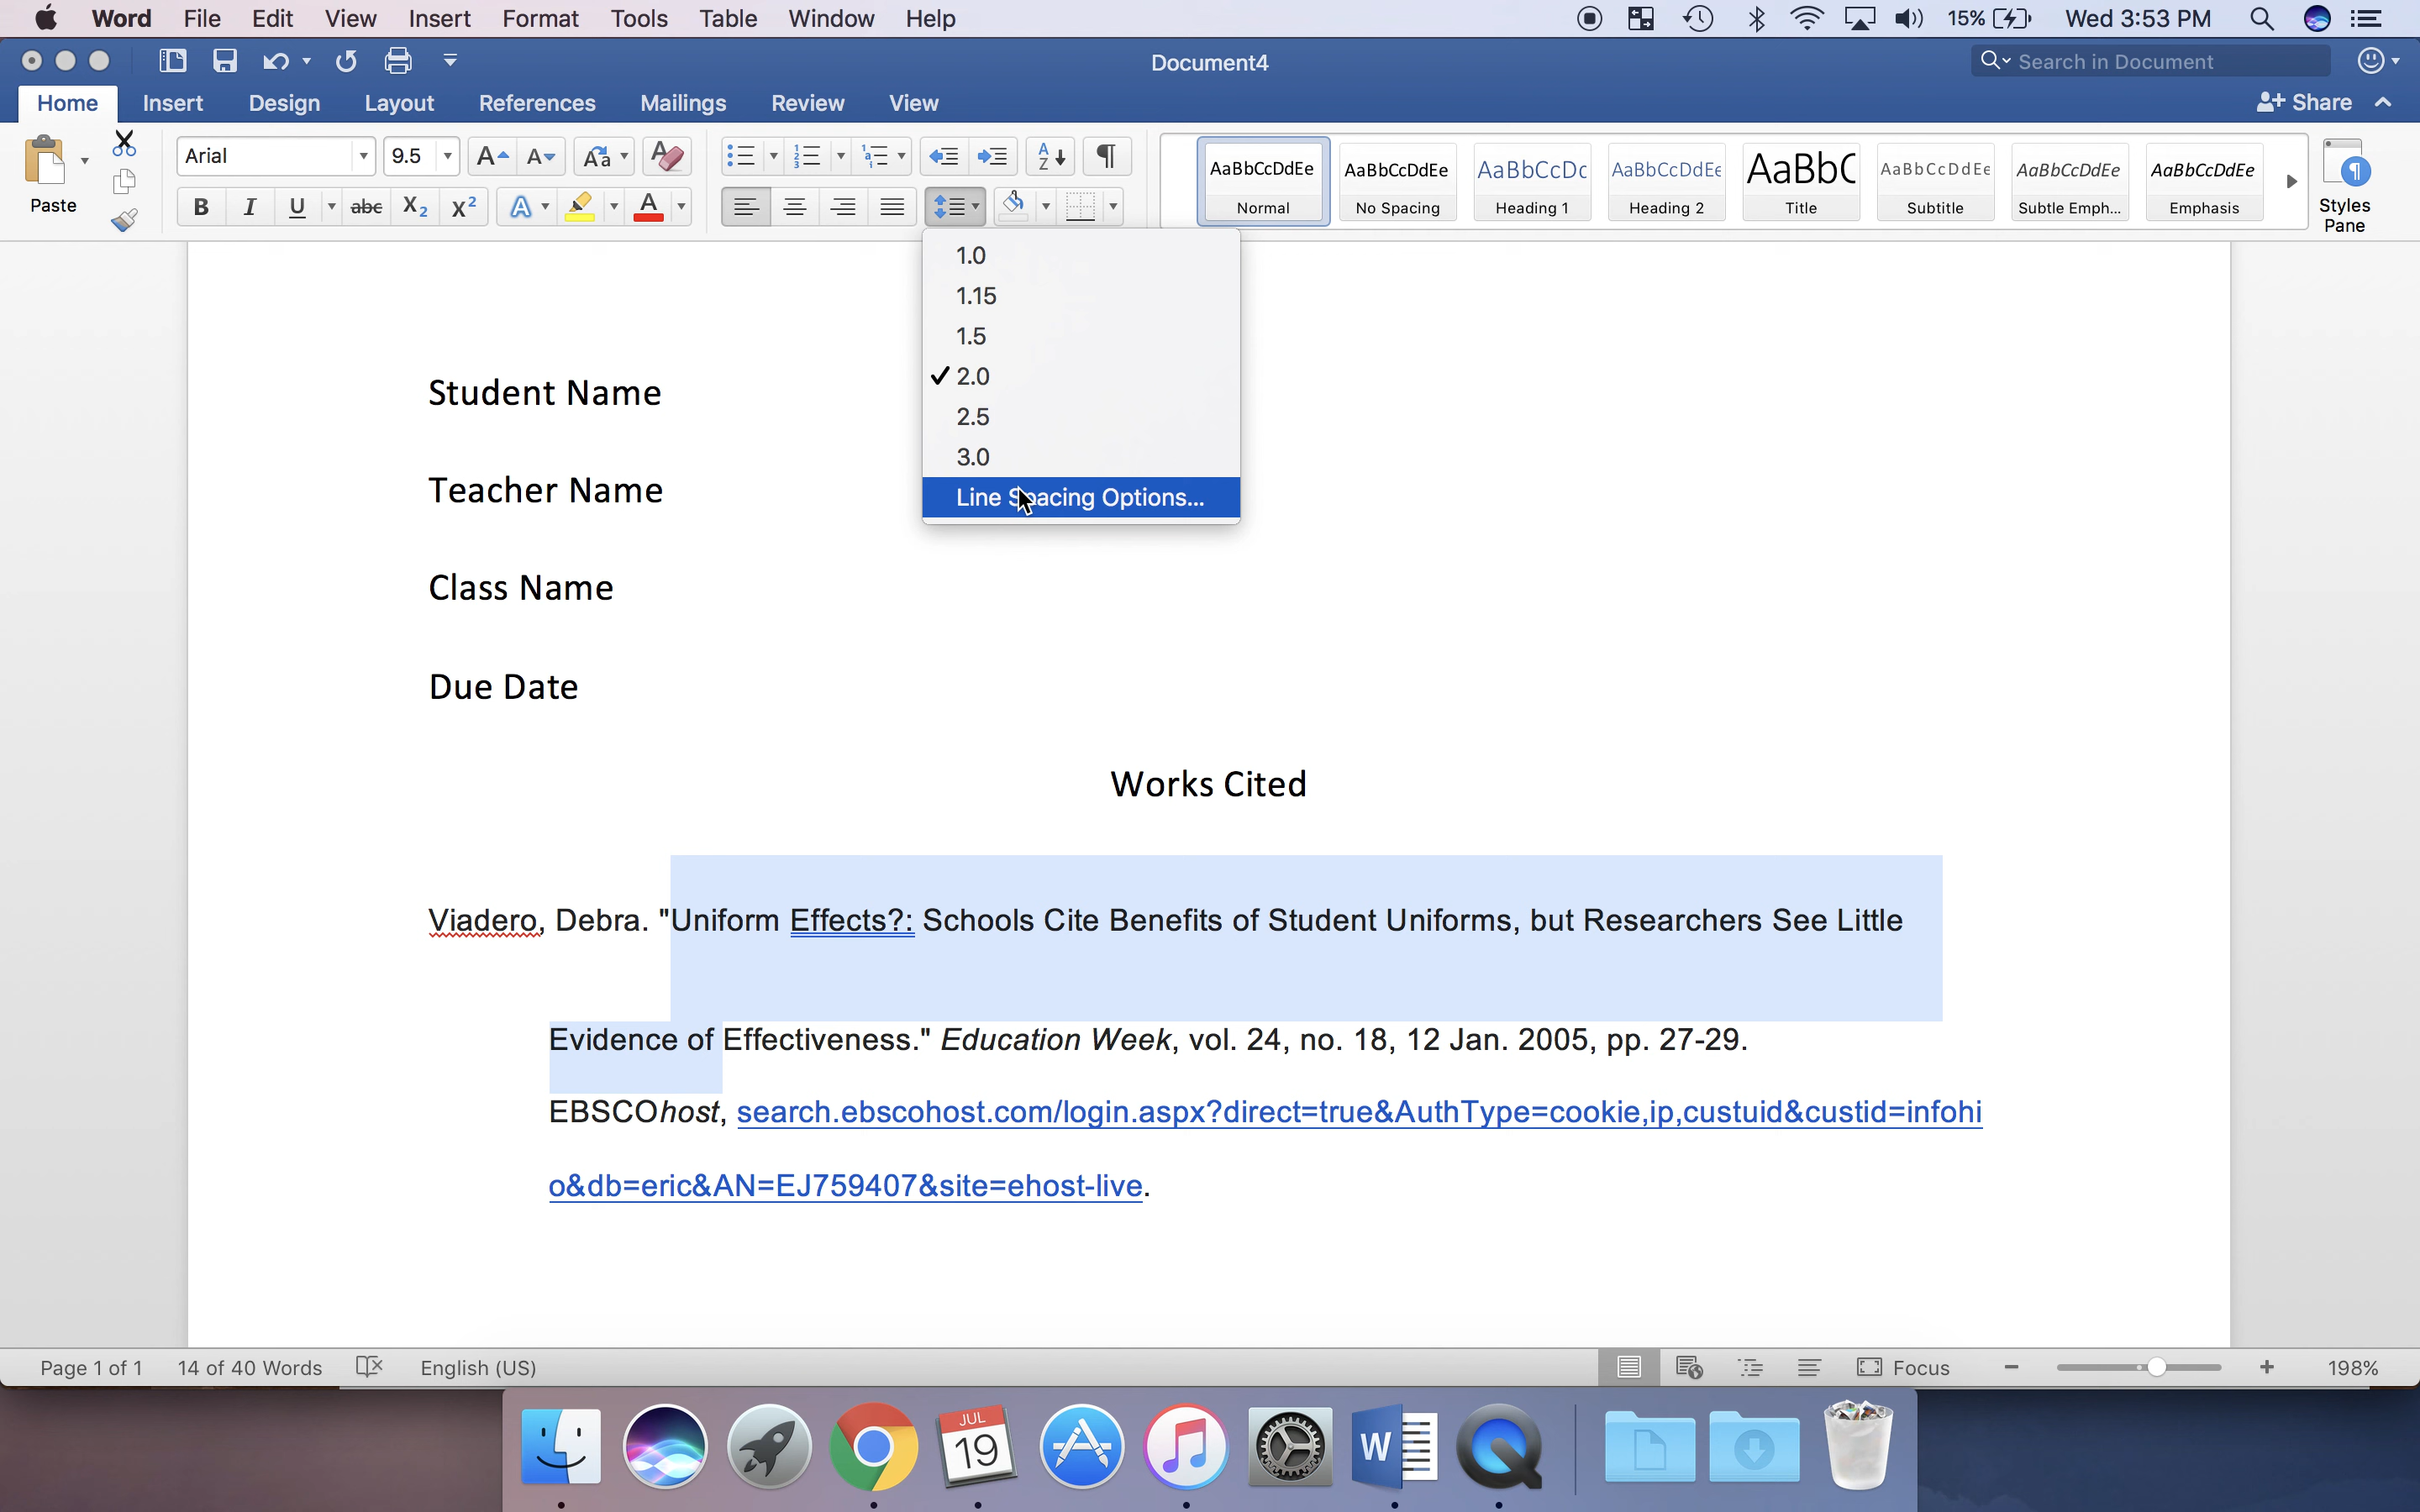 Word File Edit View Insert Format Tools Table Window Help 15% Wed 3:53 PM
Document4 Search in Document
Home Insert Design Layout References Mailings Review View Share
Paste Arial 9.5
AaBbCcDdEe AaBbCcDdEe AaBbCcDc AaBbCcDdEe AaBbC AaBbCcDdEe AaBbCcDdEe AaBbCcDdEe
Normal No Spacing Heading 1 Heading 2 Title Subtitle Subtle Emph... Emphasis
B I U abc X2 X2 A A
Styles
Pane
1.0
1.15
1.5
2.0
2.5
3.0
Line Spacing Options...
Student Name
Teacher Name
Class Name
Due Date
Works Cited
Viadero, Debra. "Uniform Effects?: Schools Cite Benefits of Student Uniforms, but Researchers See Little
Evidence of Effectiveness." Education Week, vol. 24, no. 18, 12 Jan. 2005, pp. 27-29.
EBSCOhost, search.ebscohost.com/login.aspx?direct=true&AuthType=cookie,ip,custuid&custid=infohi
o&db=eric&AN=EJ759407&site=ehost-live.
Page 1 of 1 14 of 40 Words English (US) Focus 198%
JUL
19
W